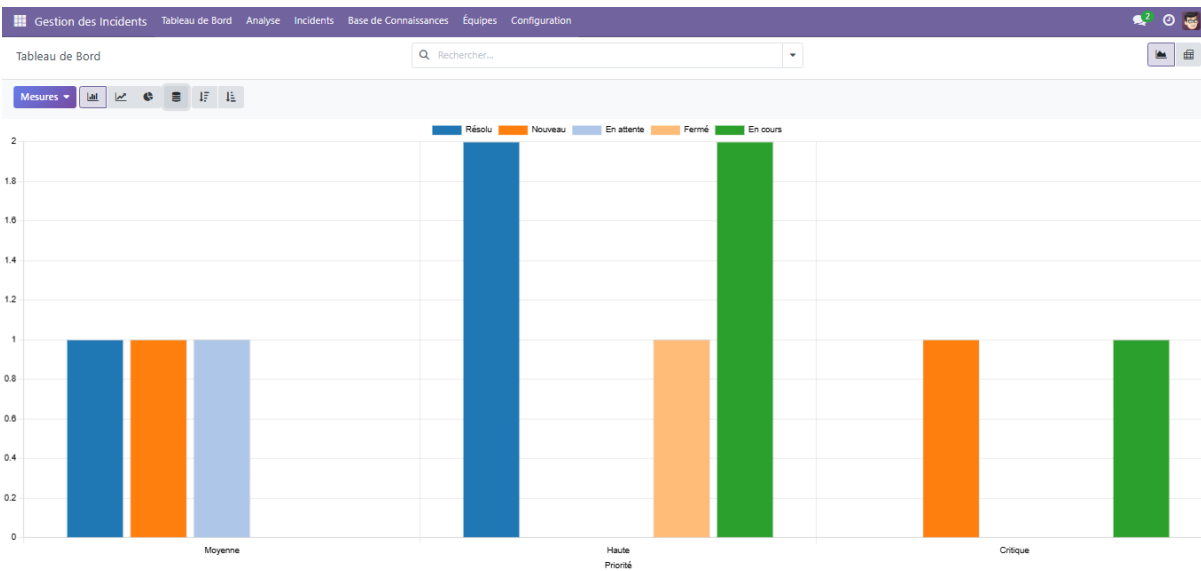 Gestion des Incidents Tableau de Bord Analyse Incidents Base de Connaissances Équipes Configuration 2
Tableau de Bord Rechercher...
Mesures
Résolu Nouveau En attente Fermé En cours
2
1.8
1.6
1.4
1.2
1
0.8
0.6
0.4
0.2
0
Moyenne Haute Critique
Priorité